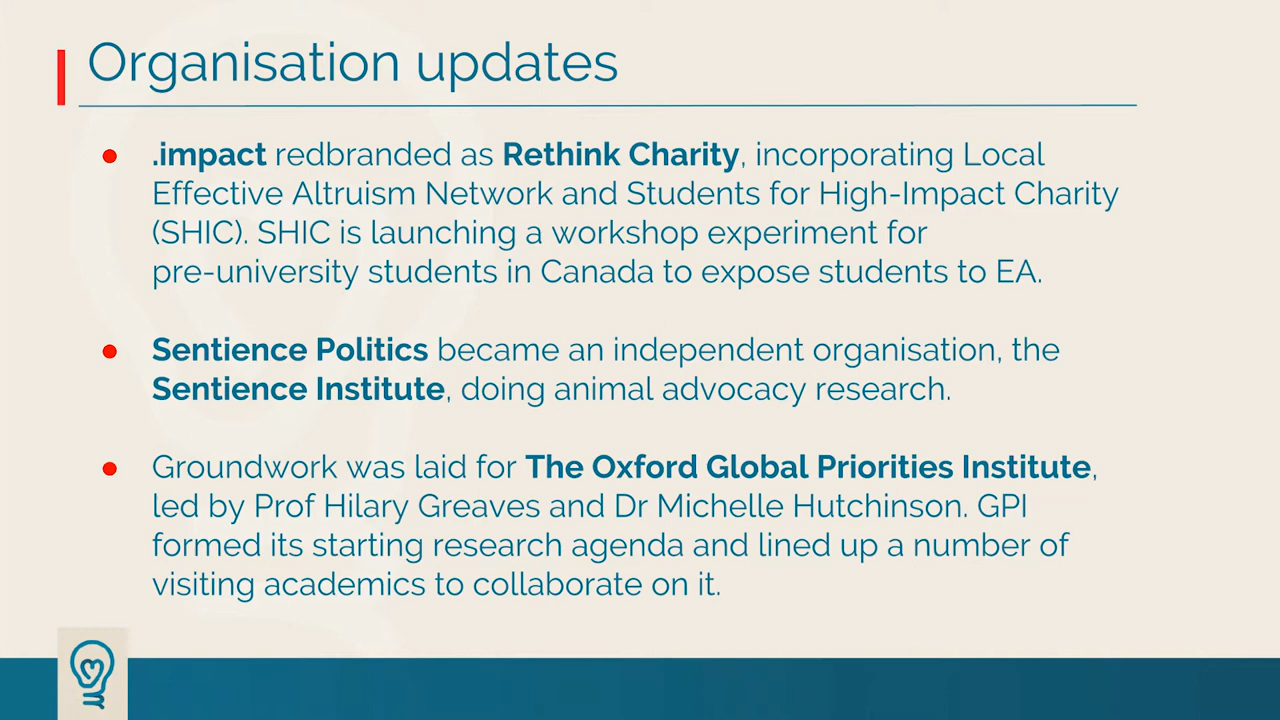 Organisation updates
.impact redbranded as Rethink Charity, incorporating Local
Effective Altruism Network and Students for High-Impact Charity
(SHIC). SHIC is launching a workshop experiment for
pre-university students in Canada to expose students to EA.
Sentience Politics became an independent organisation, the
Sentience Institute, doing animal advocacy research.
Groundwork was laid for The Oxford Global Priorities Institute,
led by Prof Hilary Greaves and Dr Michelle Hutchinson. GPI
formed its starting research agenda and lined up a number of
visiting academics to collaborate on it.